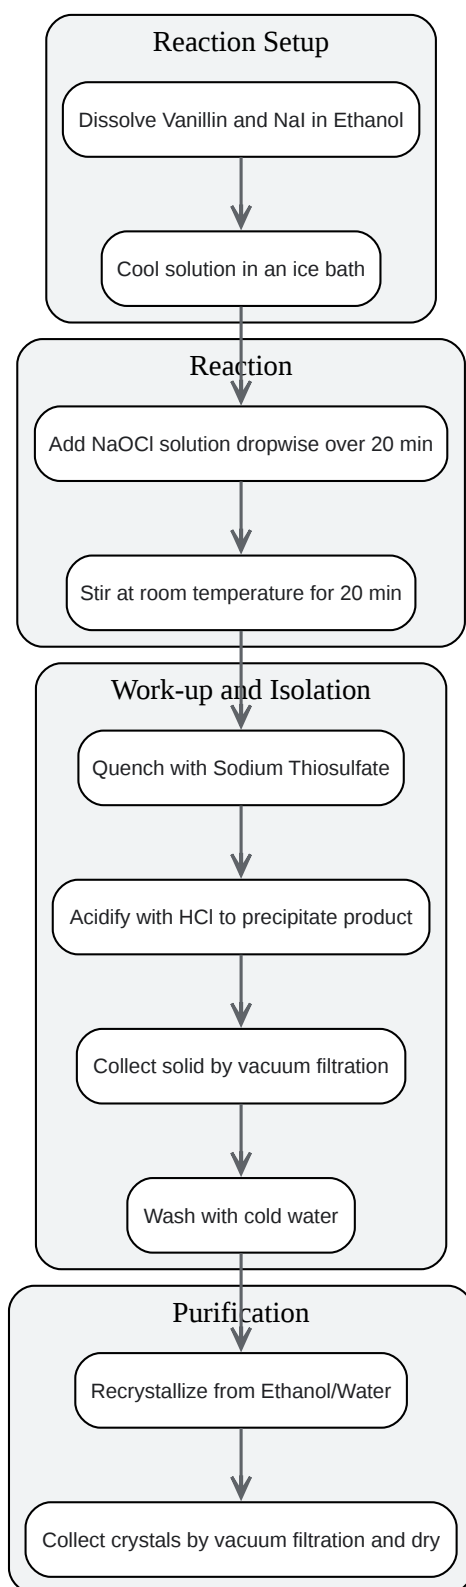 Reaction Setup
Dissolve Vanillin and NaI in Ethanol
Cool solution in an ice bath
Reaction
Add NaOCl solution dropwise over 20 min
Stir at room temperature for 20 min
Work-up and Isolation
Quench with Sodium Thiosulfate
Acidify with HCl to precipitate product
Collect solid by vacuum filtration
Wash with cold water
Purification
Recrystallize from Ethanol/Water
Collect crystals by vacuum filtration and dry